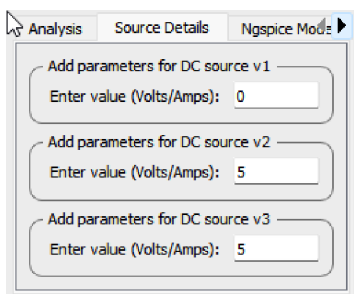 Analysis Source Details Ngspice Mode
Add parameters for DC source v1
Enter value (Volts/Amps): 0
Add parameters for DC source v2
Enter value (Volts/Amps): 5
Add parameters for DC source v3
Enter value (Volts/Amps): 5